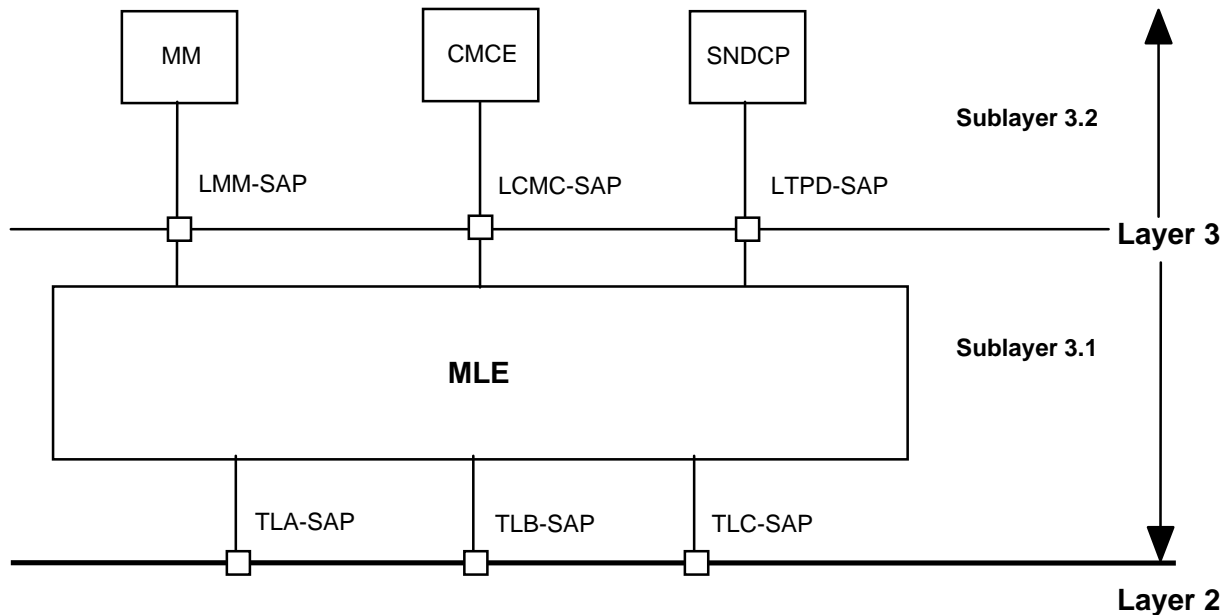 MM
CMCE
SNDCP
Sublayer 3.2
LMM-SAP
LCMC-SAP
LTPD-SAP
Layer 3
Sublayer 3.1
MLE
TLA-SAP
TLB-SAP
TLC-SAP
Layer 2